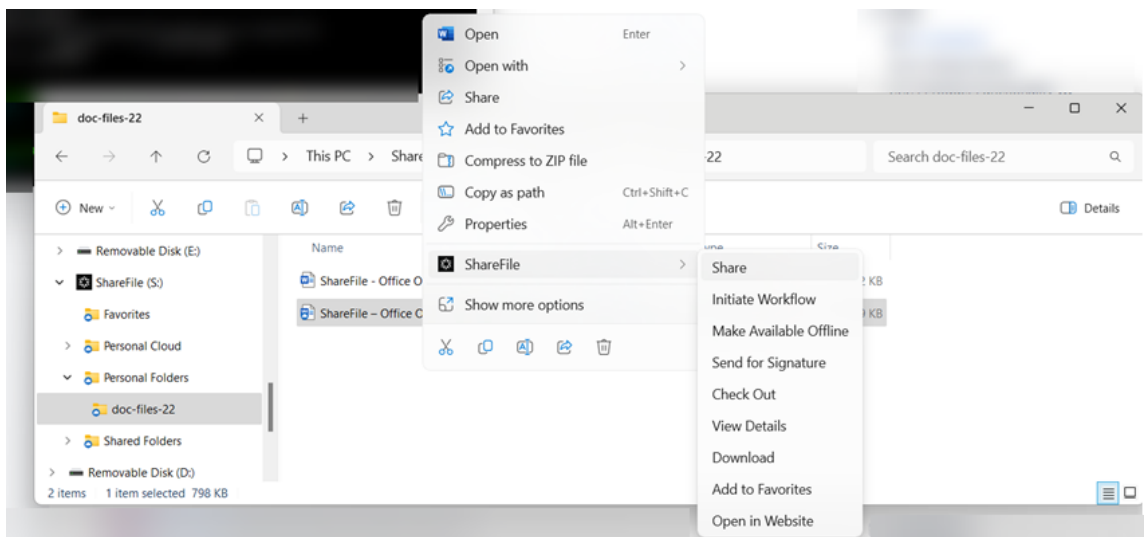 Open Enter
Open with
Share
Add to Favorites
Compress to ZIP file
Copy as path Ctrl+Shift+C
Properties Alt+Enter
ShareFile
Show more options
doc-files-22
This PC > Share
-22
Search doc-files-22
New
Details
Removable Disk (E:)
ShareFile (S:)
Favorites
Personal Cloud
Personal Folders
doc-files-22
Shared Folders
Removable Disk (D:)
Name
Size
ShareFile - Office O
KB
ShareFile – Office O
KB
Share
Initiate Workflow
Make Available Offline
Send for Signature
Check Out
View Details
Download
Add to Favorites
Open in Website
2 items 1 item selected 798 KB